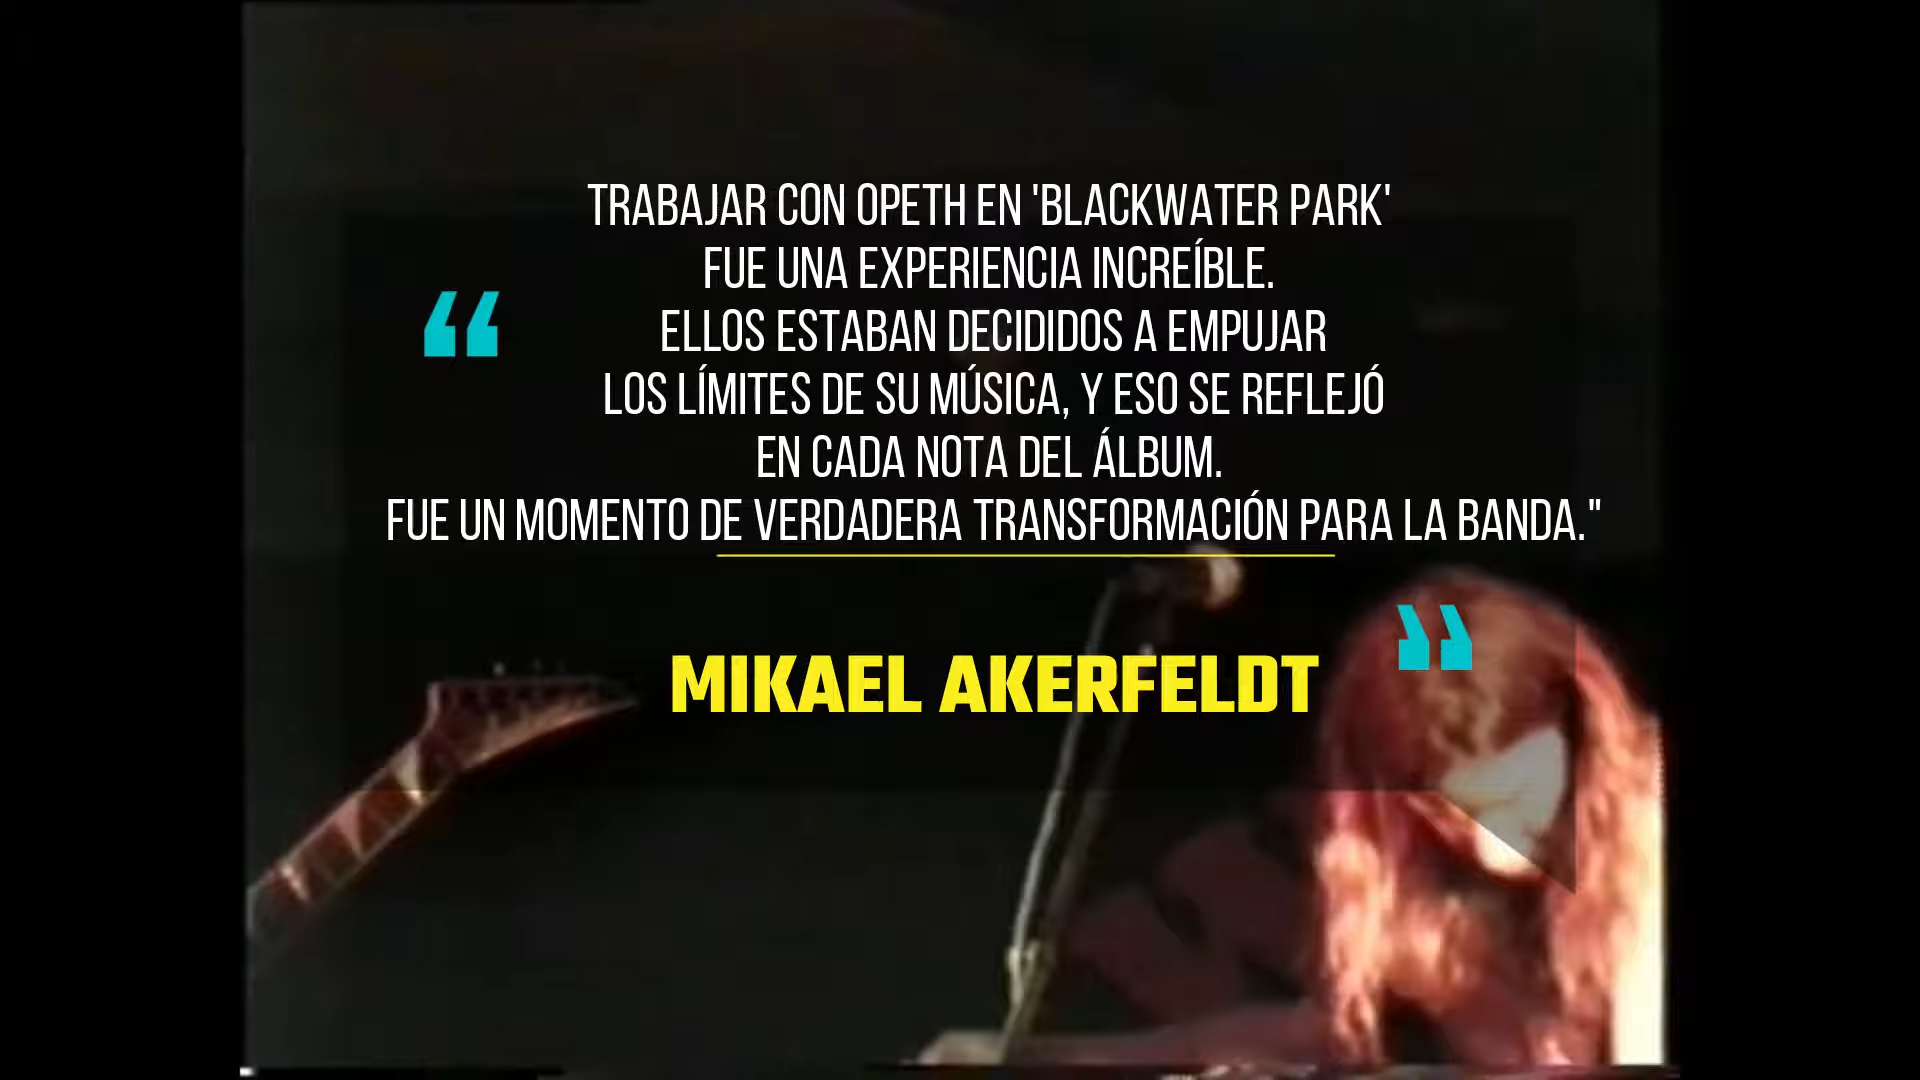 TRABAJAR CON OPETH EN 'BLACKWATER PARK'
FUE UNA EXPERIENCIA INCREÍBLE.
“
ELLOS ESTABAN DECIDIDOS A EMPUJAR
LOS LÍMITES DE SU MÚSICA, Y ESO SE REFLEJÓ
EN CADA NOTA DEL ÁLBUM.
FUE UN MOMENTO DE VERDADERA TRANSFORMACIÓN PARA LA BANDA."
”
MIKAEL AKERFELDT